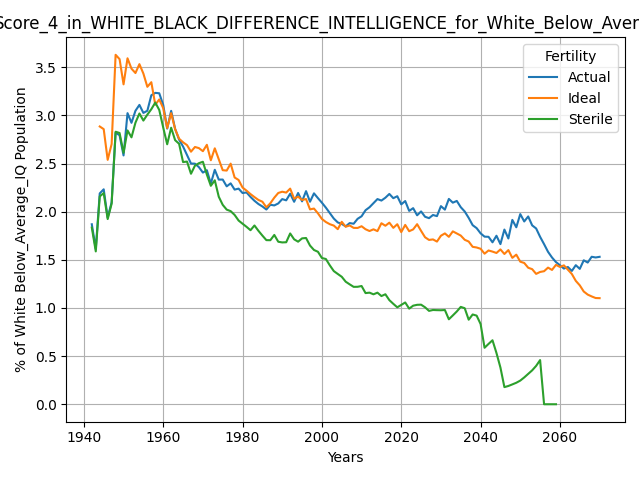 Score_4_in_WHITE_BLACK_DIFFERENCE_INTELLIGENCE_for_White_Below_Aver
Fertility
Actual
Ideal
Sterile
% of White Below_Average_IQ Population
3.5
3.0
2.5
2.0
1.5
1.0
0.5
0.0
1940 1960 1980 2000 2020 2040 2060
Years